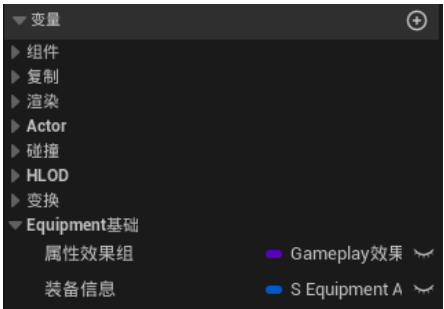 变量
组件
复制
渲染
Actor
碰撞
HLOD
变换
Equipment基础
属性效果组 Gameplay效果
装备信息 S Equipment A